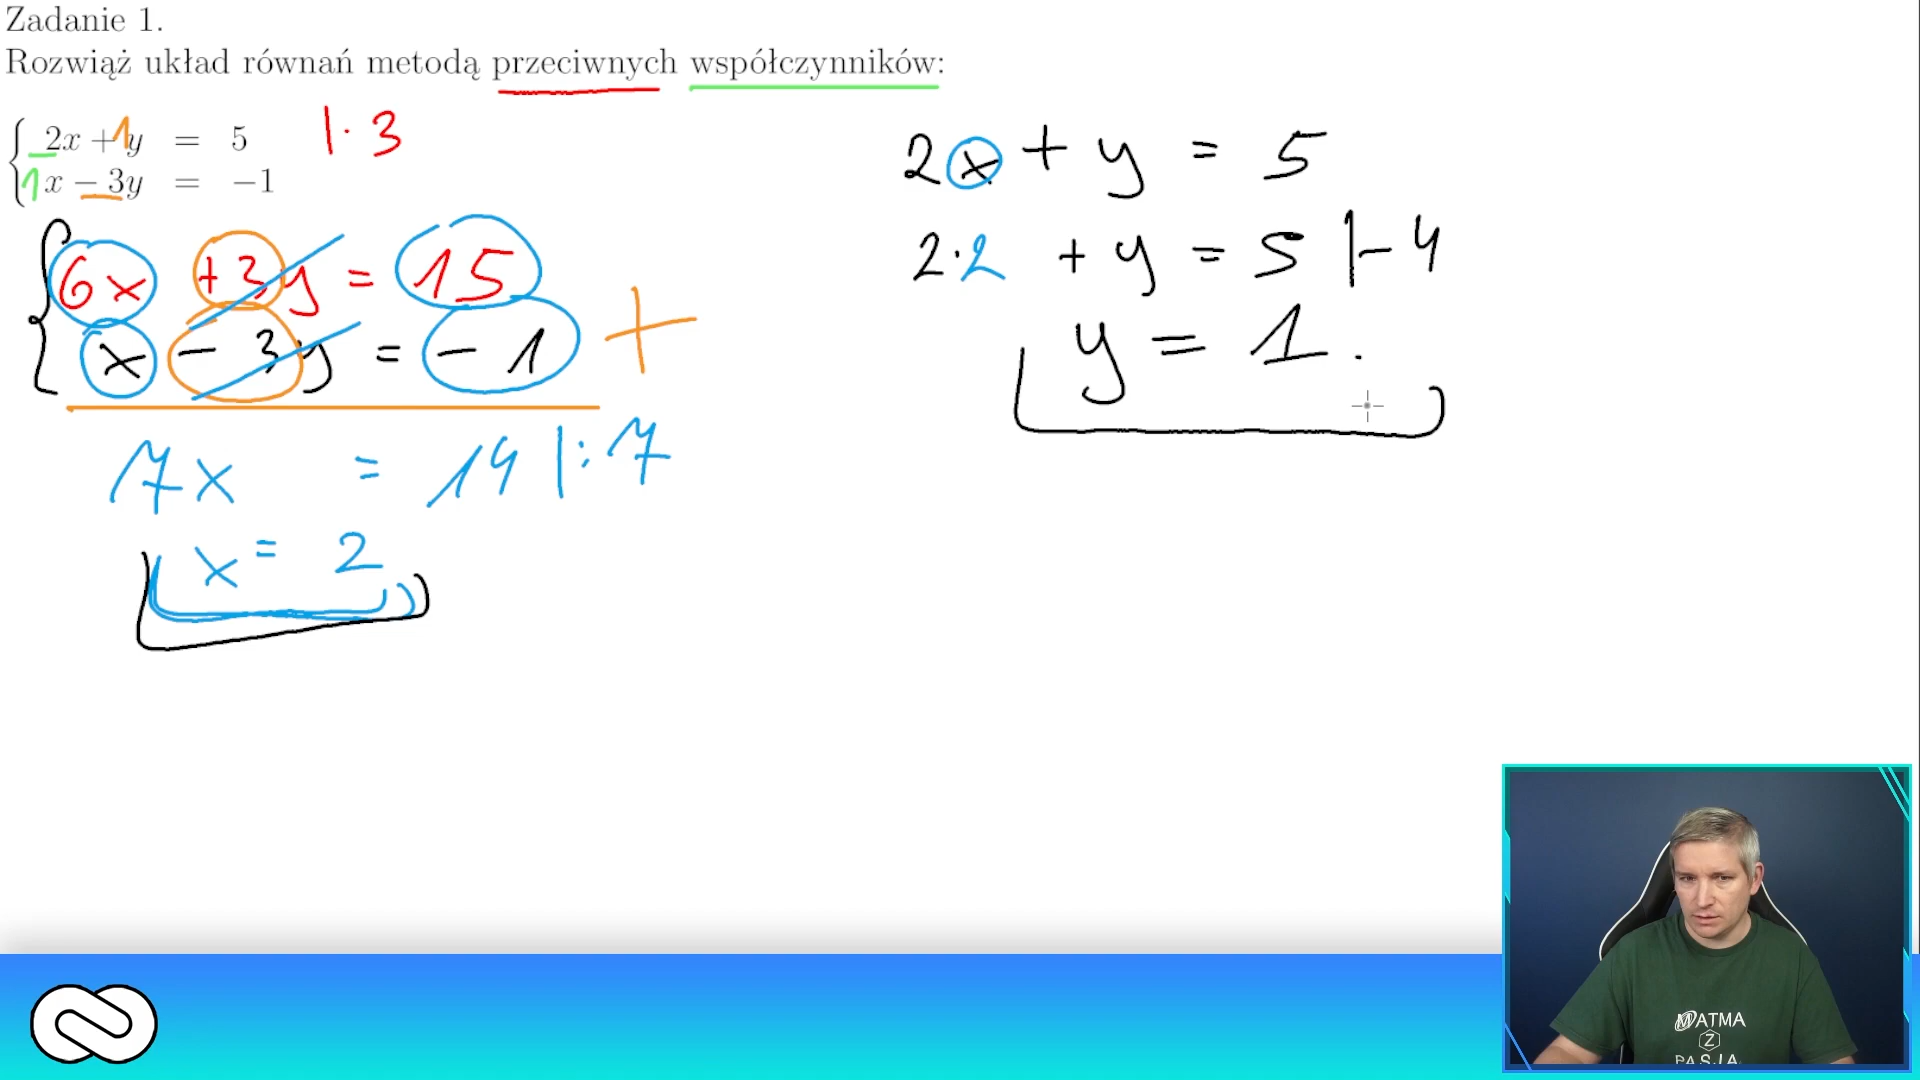 Zadanie 1.
Rozwiąż układ równań metodą przeciwnych współczynników:
2x + 1y = 5 |· 3
1x − 3y = −1
6x + 3y = 15
x − 3y = − 1 +
7x = 14 |: 7
x = 2
2x + y = 5
2·2 + y = 5 |− 4
y = 1.
MATMA
Z
PASJA